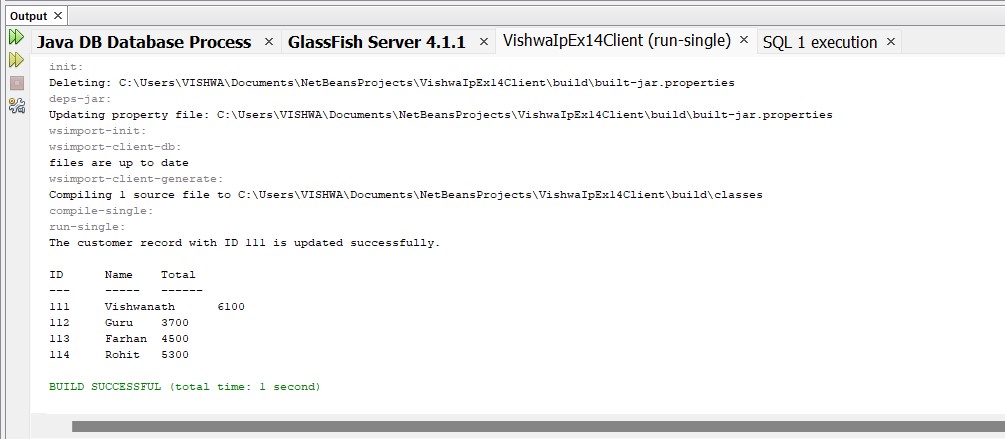 Output ×
Java DB Database Process × GlassFish Server 4.1.1 × VishwaIpEx14Client (run-single) × SQL 1 execution ×
init:
Deleting: C:\Users\VISHWA\Documents\NetBeansProjects\VishwaIpEx14Client\build\built-jar.properties
deps-jar:
Updating property file: C:\Users\VISHWA\Documents\NetBeansProjects\VishwaIpEx14Client\build\built-jar.properties
wsimport-init:
wsimport-client-db:
files are up to date
wsimport-client-generate:
Compiling 1 source file to C:\Users\VISHWA\Documents\NetBeansProjects\VishwaIpEx14Client\build\classes
compile-single:
run-single:
The customer record with ID 111 is updated successfully.
ID Name Total
--- ----- ------
111 Vishwanath 6100
112 Guru 3700
113 Farhan 4500
114 Rohit 5300
BUILD SUCCESSFUL (total time: 1 second)